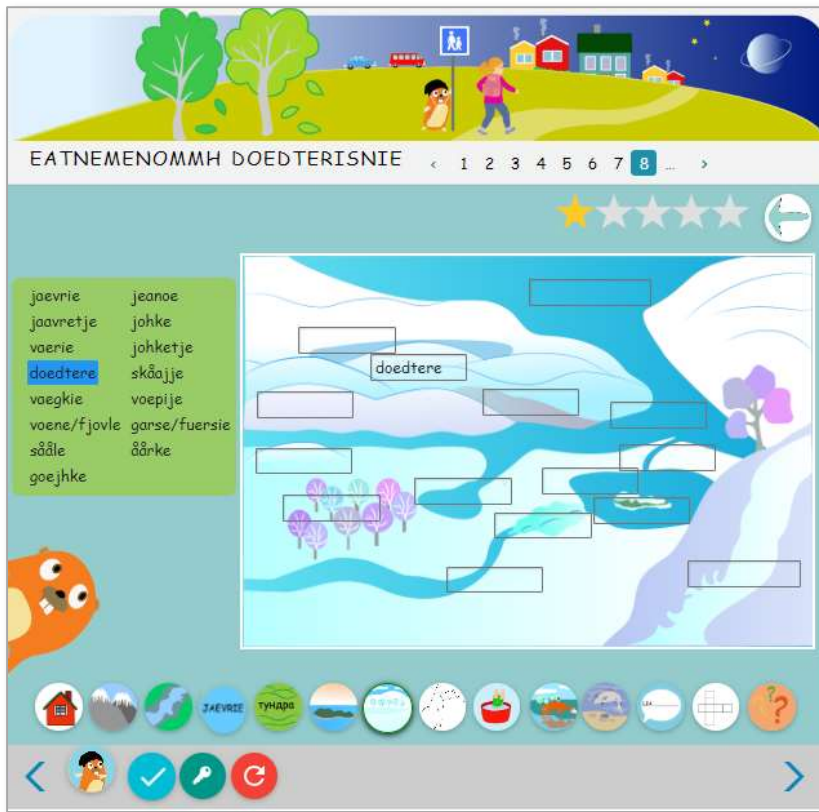 EATNEMENOMMH DOEDTERISNIE ‹ 1 2 3 4 5 6 7 8 ... ›
jaevrie jeanoe
jaavretje johke
vaerie johketje
doedtere skåajje
vaegkie voepije
voene/fjovle garse/fuersie
sååle åårke
goejhke
doedtere
JAEVRIE
тундра